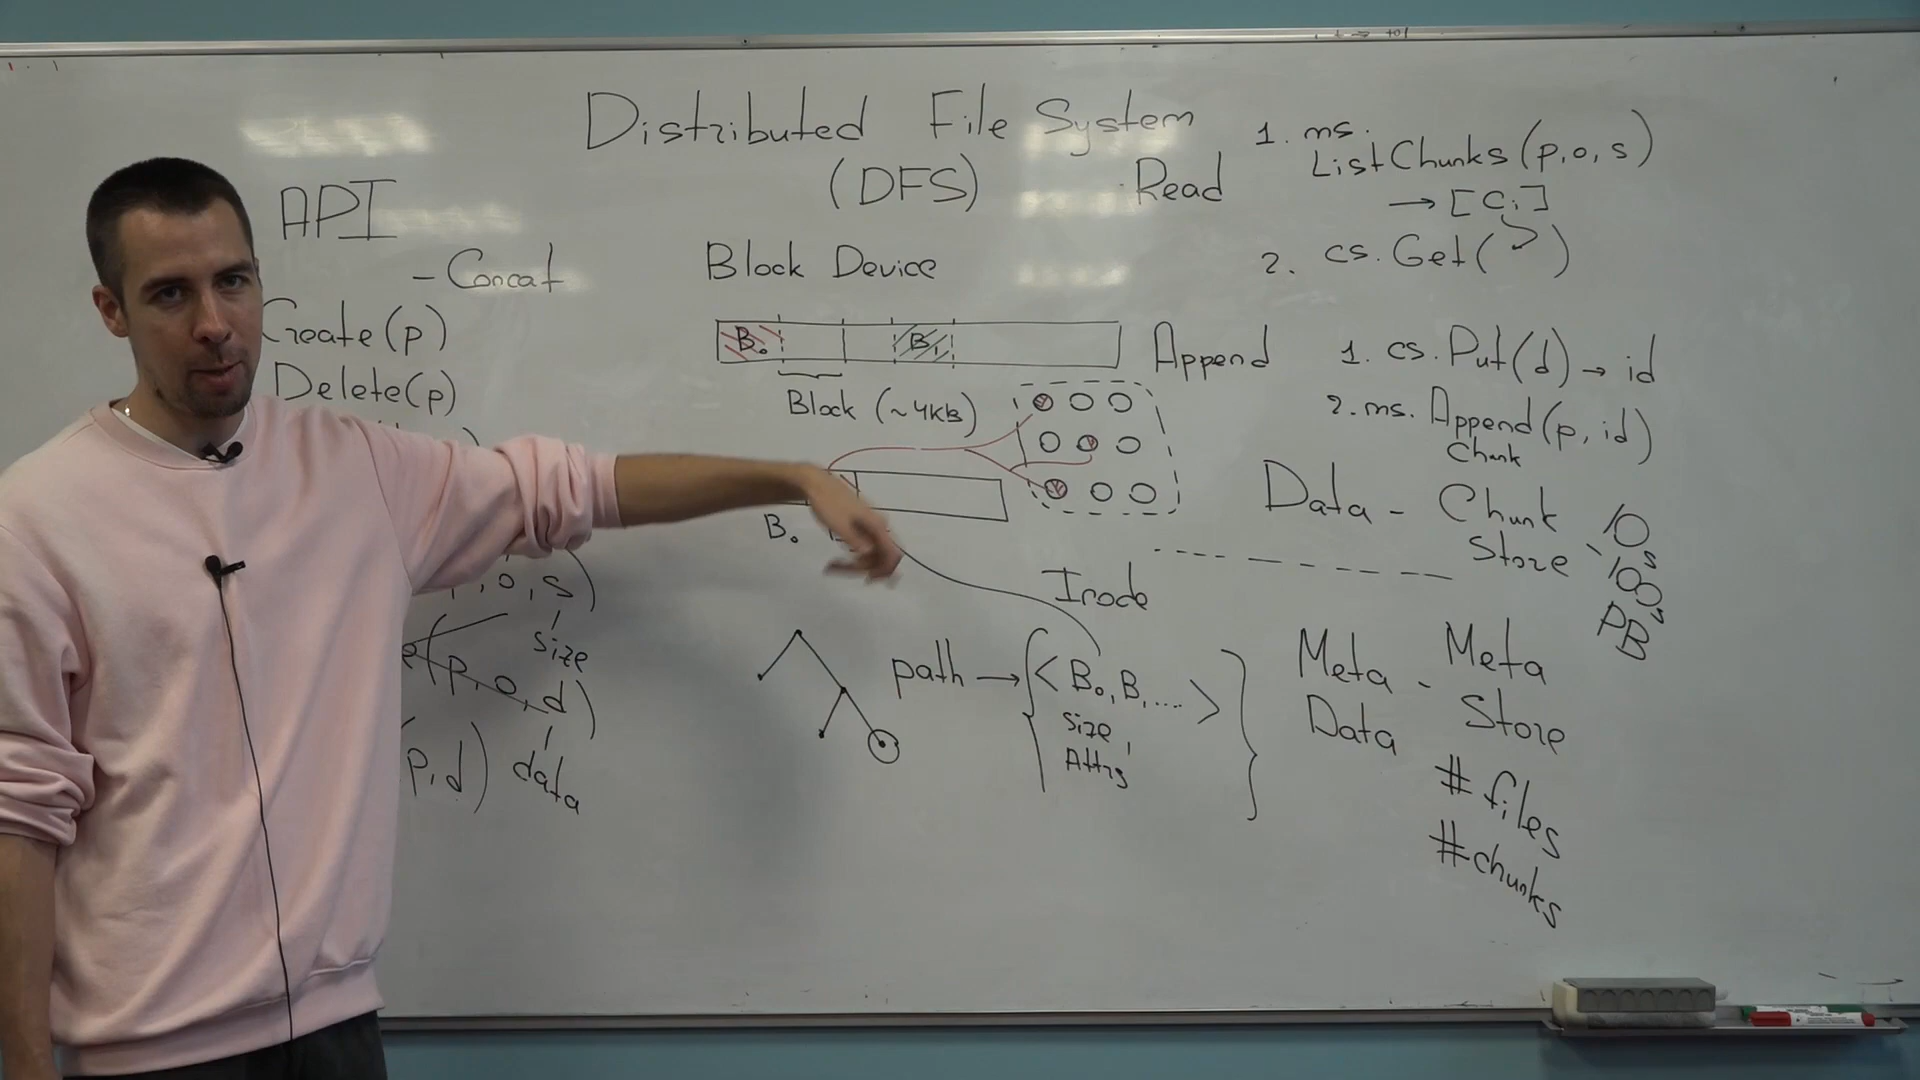 Distributed File System
(DFS)
API
- Concat
Create(p)
Delete(p)
, o, s)
size
e(p, o, d)
p, d) data
Block Device
B₀ B₁
Block (~4KB)
B₀
Inode
path → < B₀, B₁ .... >
Size,
Attrs
Read
1. ms.
ListChunks(p, o, s)
→ [Ci]
2. cs. Get( )
Append
1. cs. Put(d) → id
2. ms. Append(p, id)
Chunk
Data - Chunk
Store
10s
100s
PB
Meta - Meta
Data Store
# files
# chunks